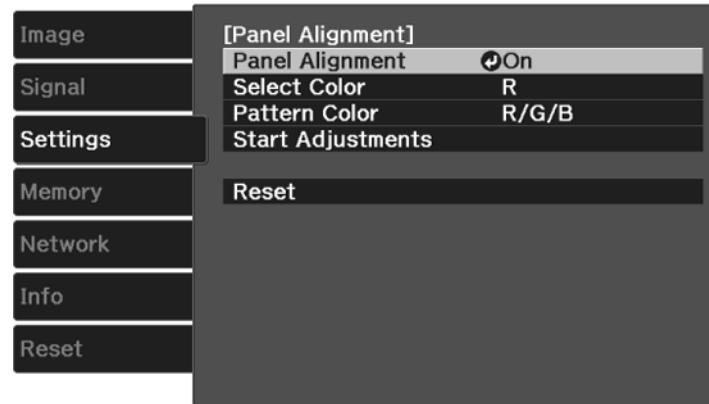 Image
Signal
Settings
Memory
Network
Info
Reset
[Panel Alignment]
Panel Alignment On
Select Color R
Pattern Color R/G/B
Start Adjustments
Reset